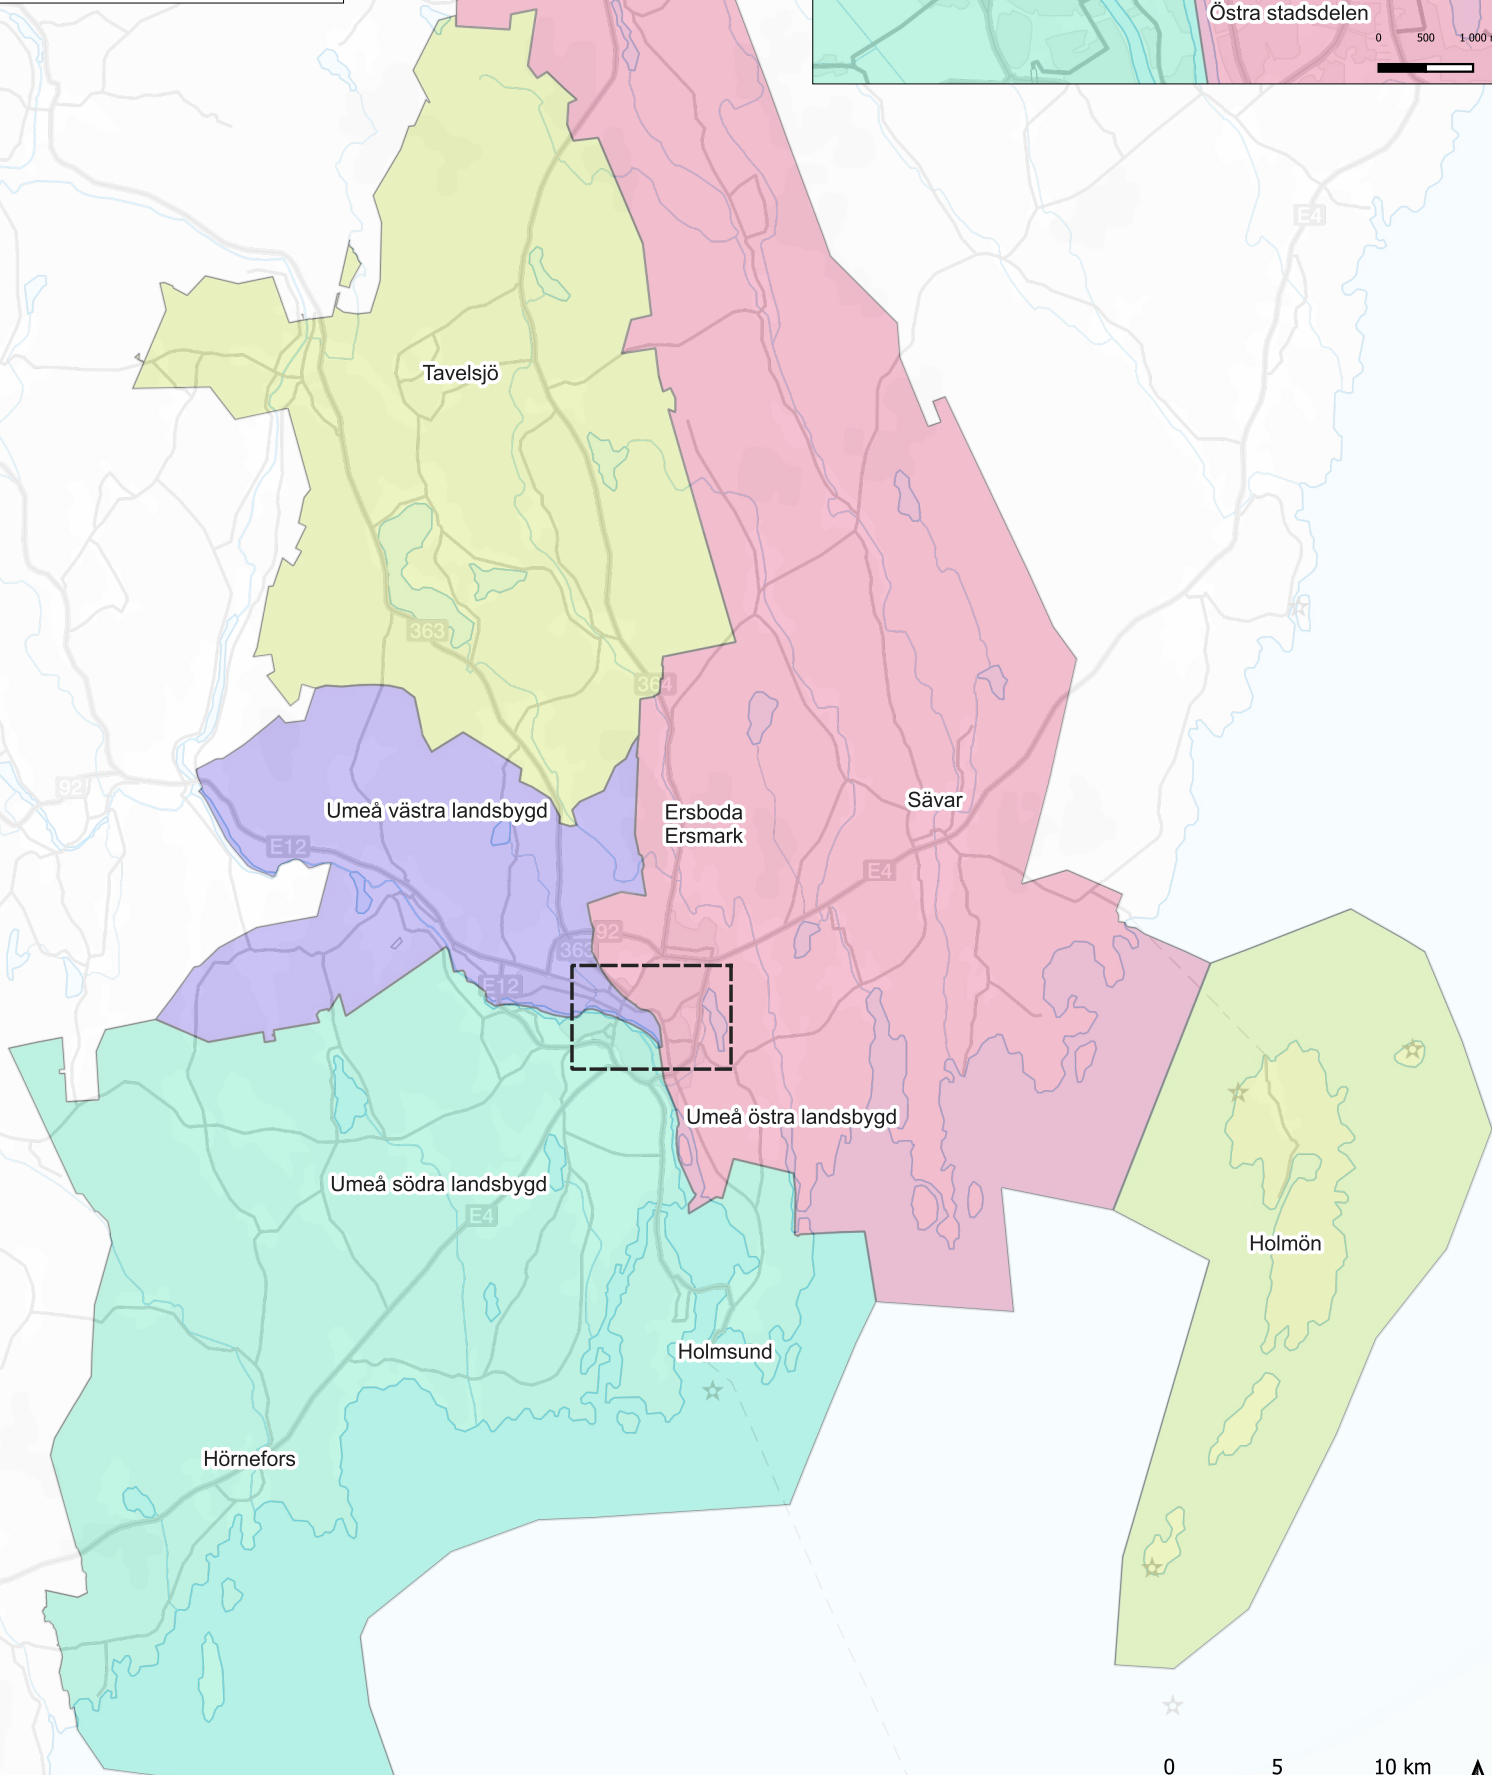 Östra stadsdelen
0 500 1 000
E4
Tavelsjö
363
364
92
Umeå västra landsbygd
Ersboda
Ersmark
Sävar
E12
E4
92
363
E12
Umeå östra landsbygd
Umeå södra landsbygd
E4
Holmön
Holmsund
Hörnefors
0 5 10 km